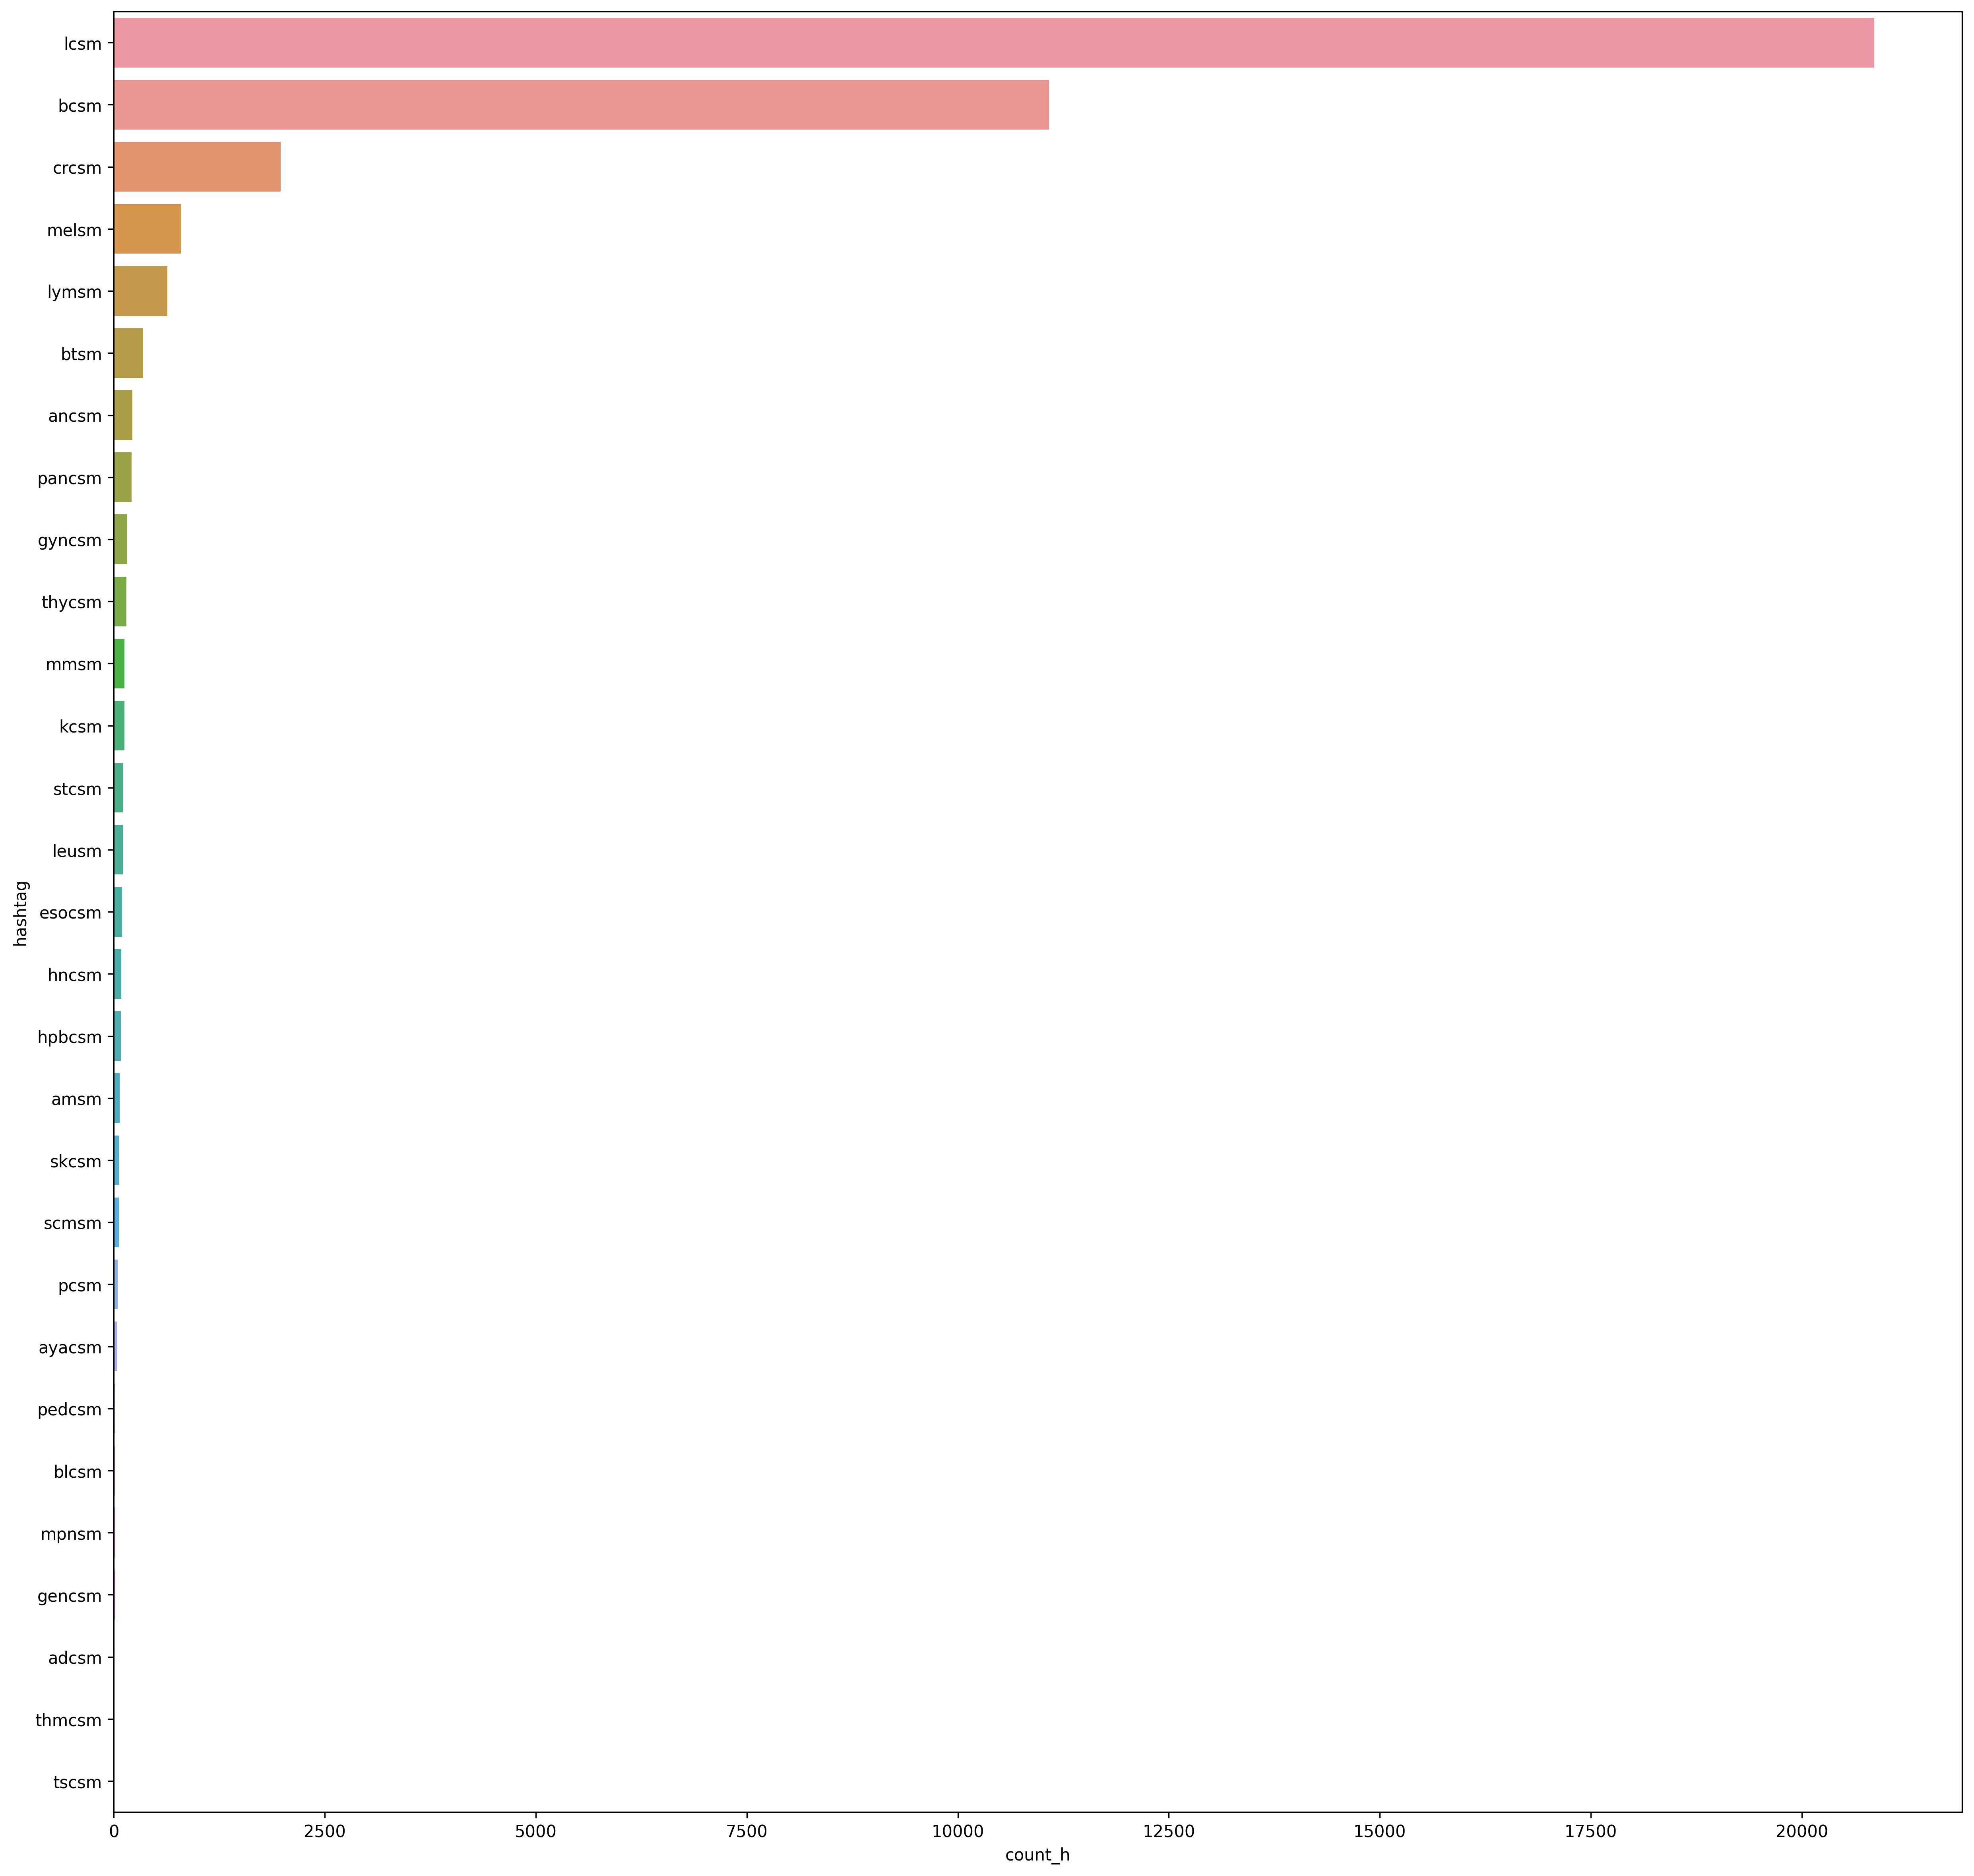 lcsm
bcsm
crcsm
melsm
lymsm
btsm
ancsm
pancsm
gyncsm
thycsm
mmsm
kcsm
stcsm
leusm
esocsm
hncsm
hpbcsm
amsm
skcsm
scmsm
pcsm
ayacsm
pedcsm
blcsm
mpnsm
gencsm
adcsm
thmcsm
tscsm
hashtag
0 2500 5000 7500 10000 12500 15000 17500 20000
count_h